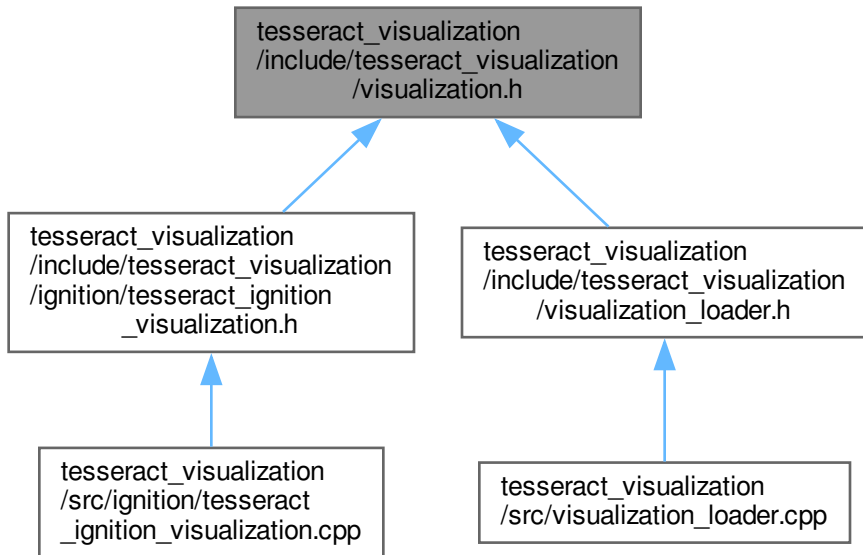 tesseract_visualization
/include/tesseract_visualization
/visualization.h
tesseract_visualization
/include/tesseract_visualization
/ignition/tesseract_ignition
_visualization.h
tesseract_visualization
/include/tesseract_visualization
/visualization_loader.h
tesseract_visualization
/src/ignition/tesseract
_ignition_visualization.cpp
tesseract_visualization
/src/visualization_loader.cpp